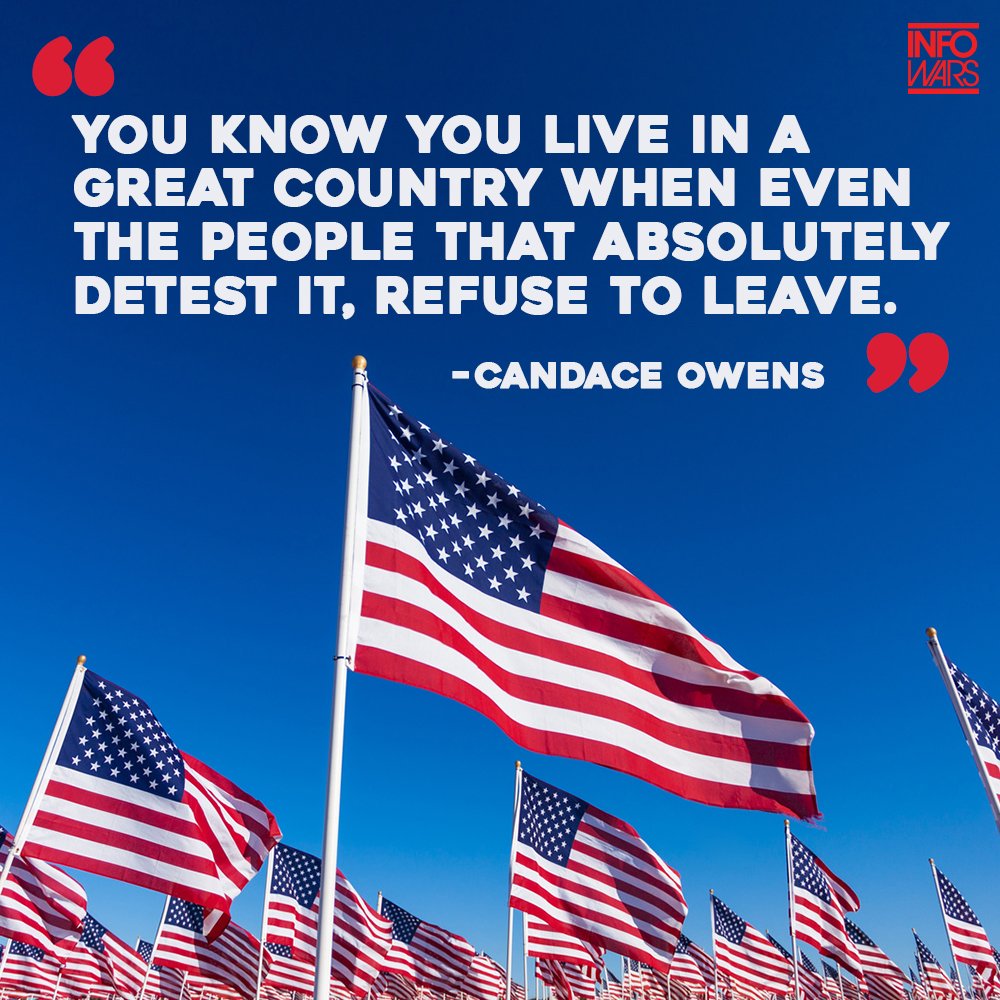 INFO
WARS
“
YOU KNOW YOU LIVE IN A
GREAT COUNTRY WHEN EVEN
THE PEOPLE THAT ABSOLUTELY
DETEST IT, REFUSE TO LEAVE.
”
-CANDACE OWENS